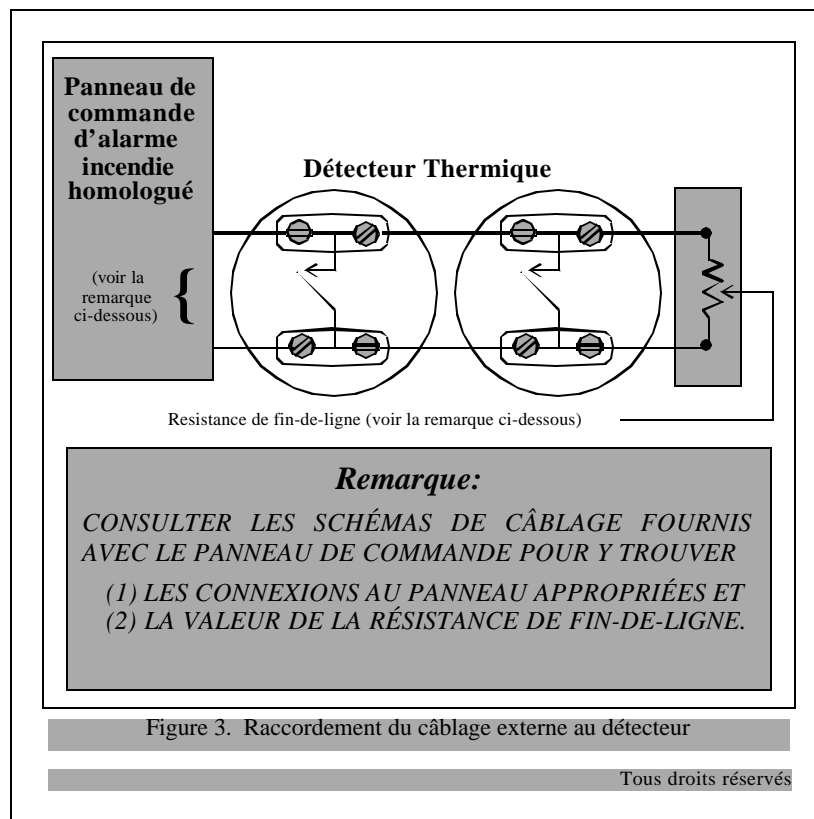 Panneau de
commande
d'alarme
incendie
homologué
(voir la
remarque
ci-dessous)
{
Détecteur Thermique
Resistance de fin-de-ligne (voir la remarque ci-dessous)
Remarque:
CONSULTER LES SCHÉMAS DE CÂBLAGE FOURNIS
AVEC LE PANNEAU DE COMMANDE POUR Y TROUVER
(1) LES CONNEXIONS AU PANNEAU APPROPRIÉES ET
(2) LA VALEUR DE LA RÉSISTANCE DE FIN-DE-LIGNE.
Figure 3. Raccordement du câblage externe au détecteur
Tous droits réservés